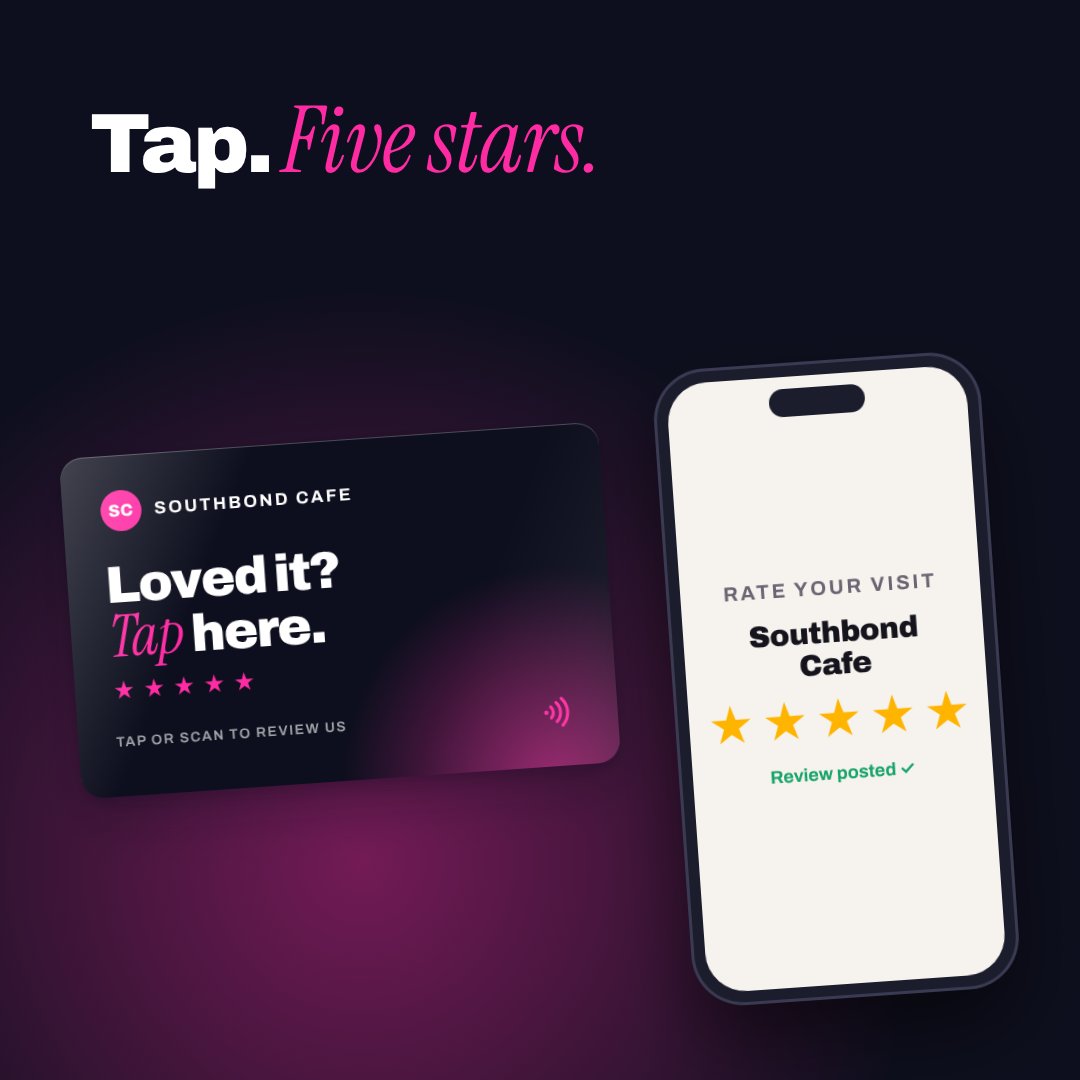 Tap. Five stars.
SC SOUTHBOND CAFE
Loved it?
Tap here.
★ ★ ★ ★ ★
TAP OR SCAN TO REVIEW US
RATE YOUR VISIT
Southbond
Cafe
★ ★ ★ ★ ★
Review posted ✓